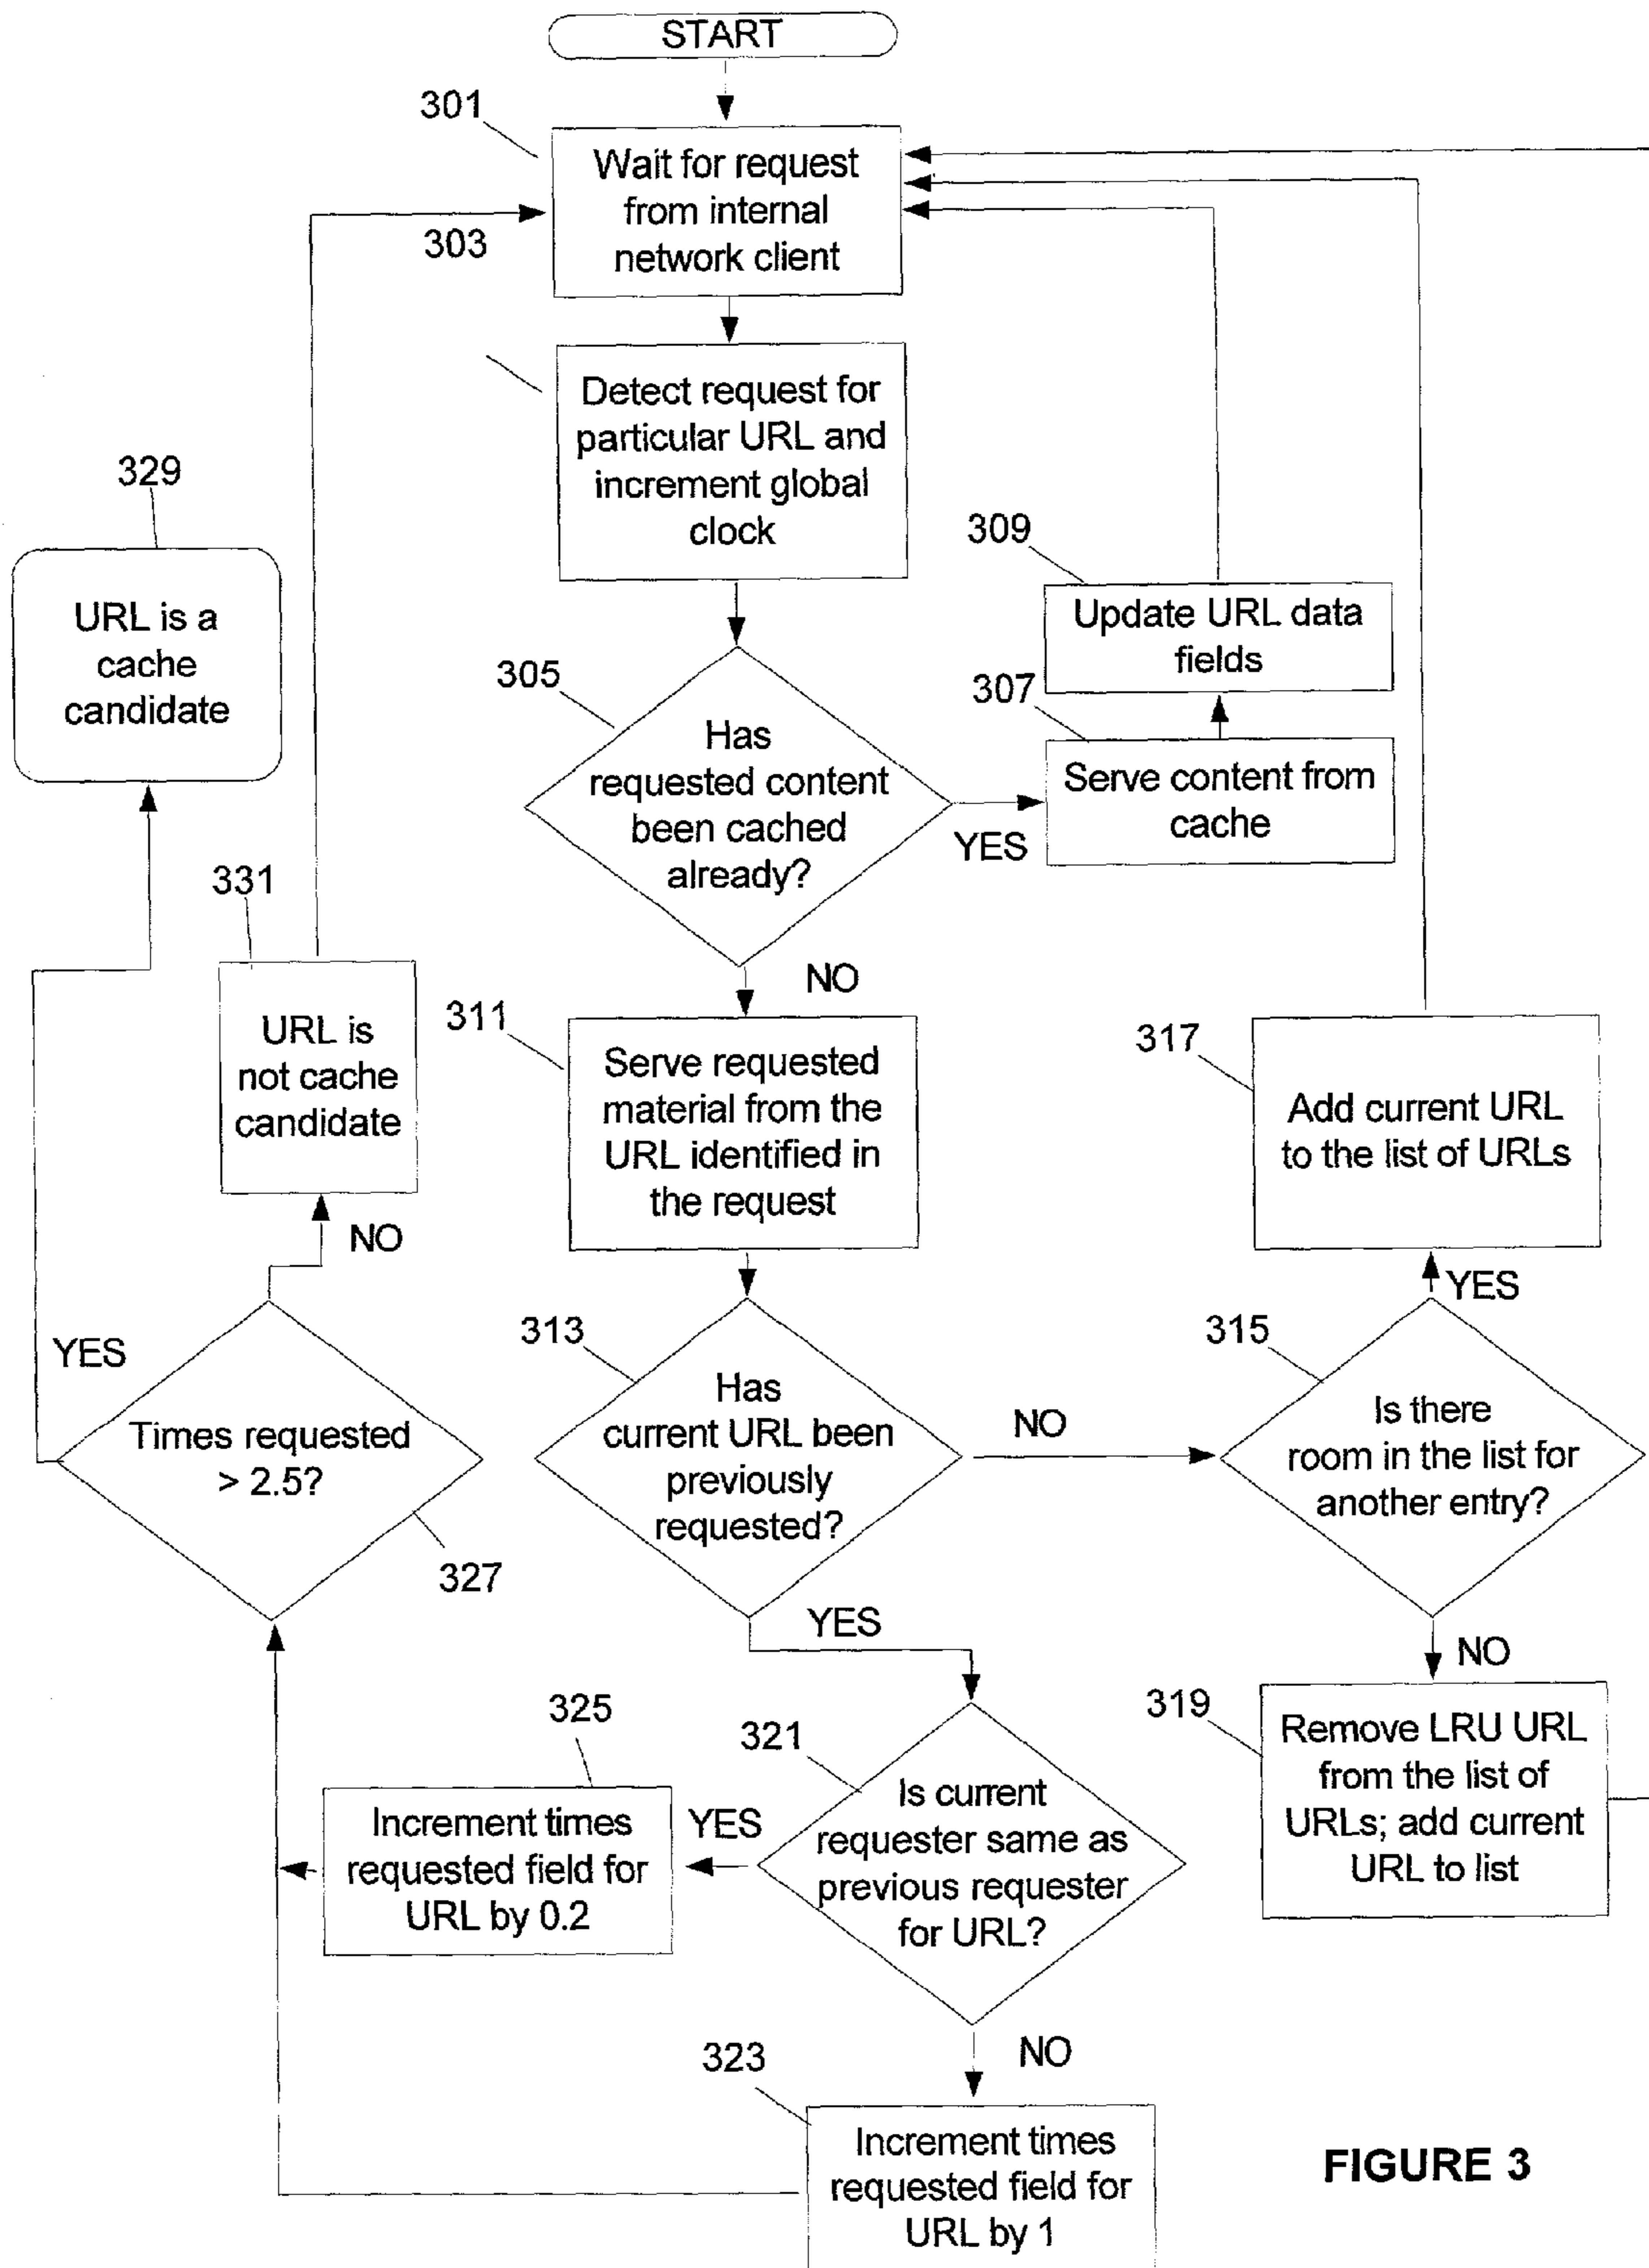 START
301
Wait for request
from internal
network client
303
Detect request for
particular URL and
increment global
clock
329
URL is a
cache
candidate
309
Update URL data
fields
305
Has
requested content
been cached
already?
307
Serve content from
cache
YES
331
URL is
not cache
candidate
NO
311
Serve requested
material from the
URL identified in
the request
317
Add current URL
to the list of URLs
NO
YES
YES
Times requested
> 2.5?
327
313
Has
current URL been
previously
requested?
NO
315
Is there
room in the list for
another entry?
YES
NO
325
Increment times
requested field for
URL by 0.2
YES
321
Is current
requester same as
previous requester
for URL?
319
Remove LRU URL
from the list of
URLs; add current
URL to list
NO
323
Increment times
requested field for
URL by 1
FIGURE 3